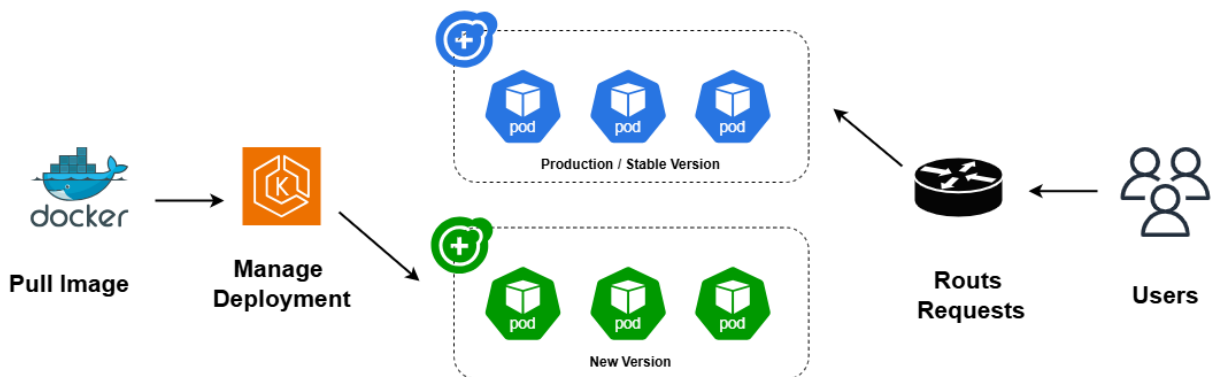 pod
pod
pod
Production / Stable Version
docker
K
Pull Image
Manage
Deployment
pod
pod
pod
New Version
Routs
Requests
Users